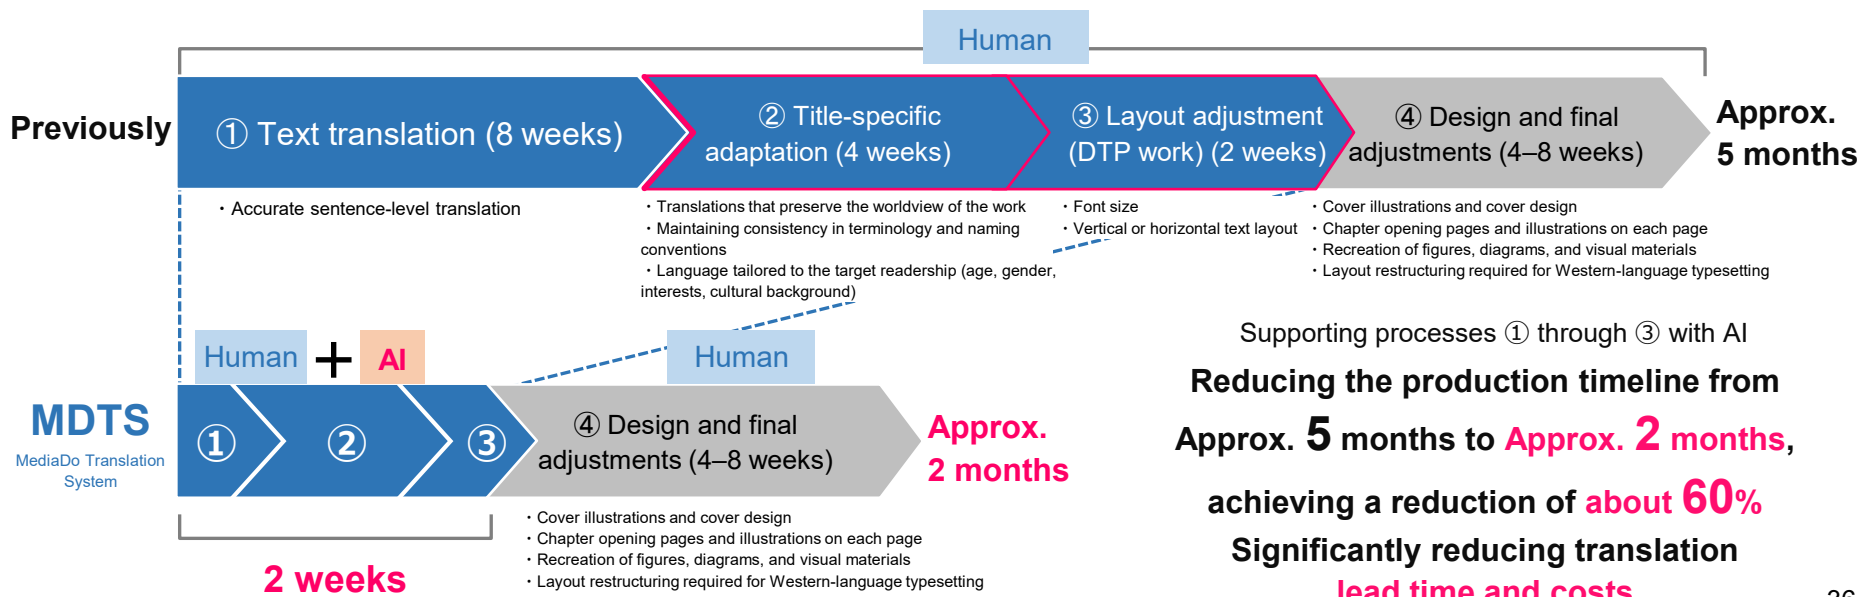 Human
Previously
① Text translation (8 weeks)
② Title-specific
adaptation (4 weeks)
③ Layout adjustment
(DTP work) (2 weeks)
④ Design and final
adjustments (4–8 weeks)
Approx.
5 months
・Accurate sentence-level translation
・Translations that preserve the worldview of the work
・Maintaining consistency in terminology and naming
conventions
・Language tailored to the target readership (age, gender,
interests, cultural background)
・Font size
・Vertical or horizontal text layout
・Cover illustrations and cover design
・Chapter opening pages and illustrations on each page
・Recreation of figures, diagrams, and visual materials
・Layout restructuring required for Western-language typesetting
Human + AI
Human
MDTS
MediaDo Translation
System
①
②
③
④ Design and final
adjustments (4–8 weeks)
Approx.
2 months
2 weeks
・Cover illustrations and cover design
・Chapter opening pages and illustrations on each page
・Recreation of figures, diagrams, and visual materials
・Layout restructuring required for Western-language typesetting
Supporting processes ① through ③ with AI
Reducing the production timeline from
Approx. 5 months to Approx. 2 months,
achieving a reduction of about 60%
Significantly reducing translation
lead time and costs